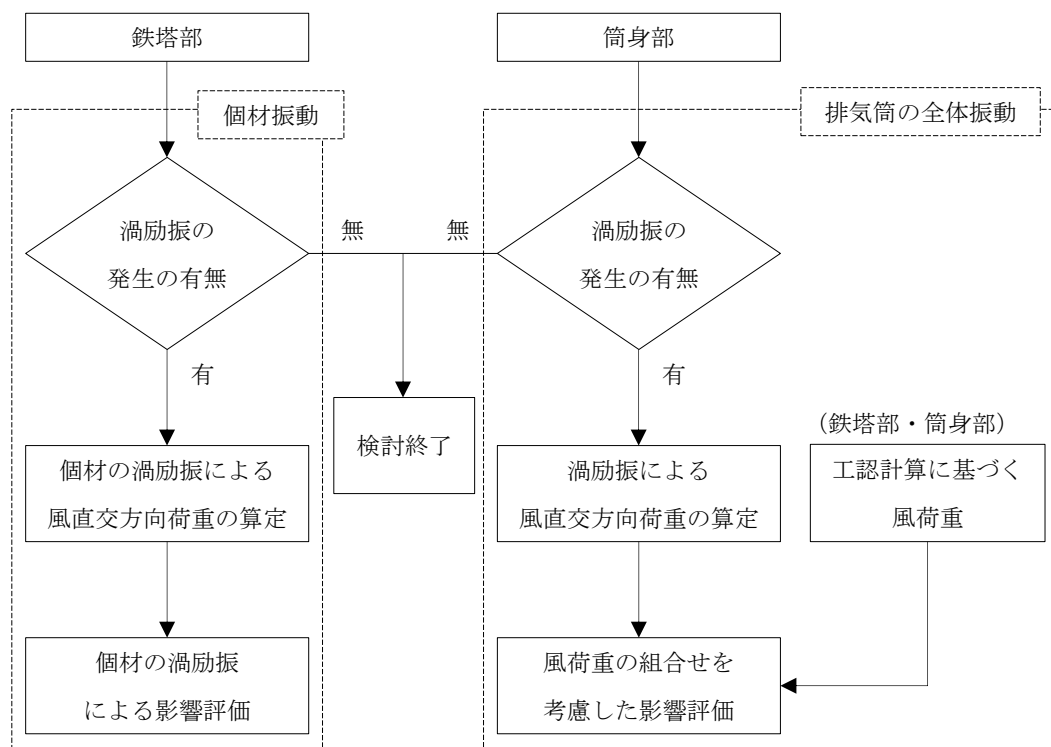 鉄塔部
筒身部
個材振動
排気筒の全体振動
渦励振の
発生の有無
無
無
渦励振の
発生の有無
有
有
検討終了
(鉄塔部・筒身部)
個材の渦励振による
風直交方向荷重の算定
渦励振による
風直交方向荷重の算定
工認計算に基づく
風荷重
個材の渦励振
による影響評価
風荷重の組合せを
考慮した影響評価